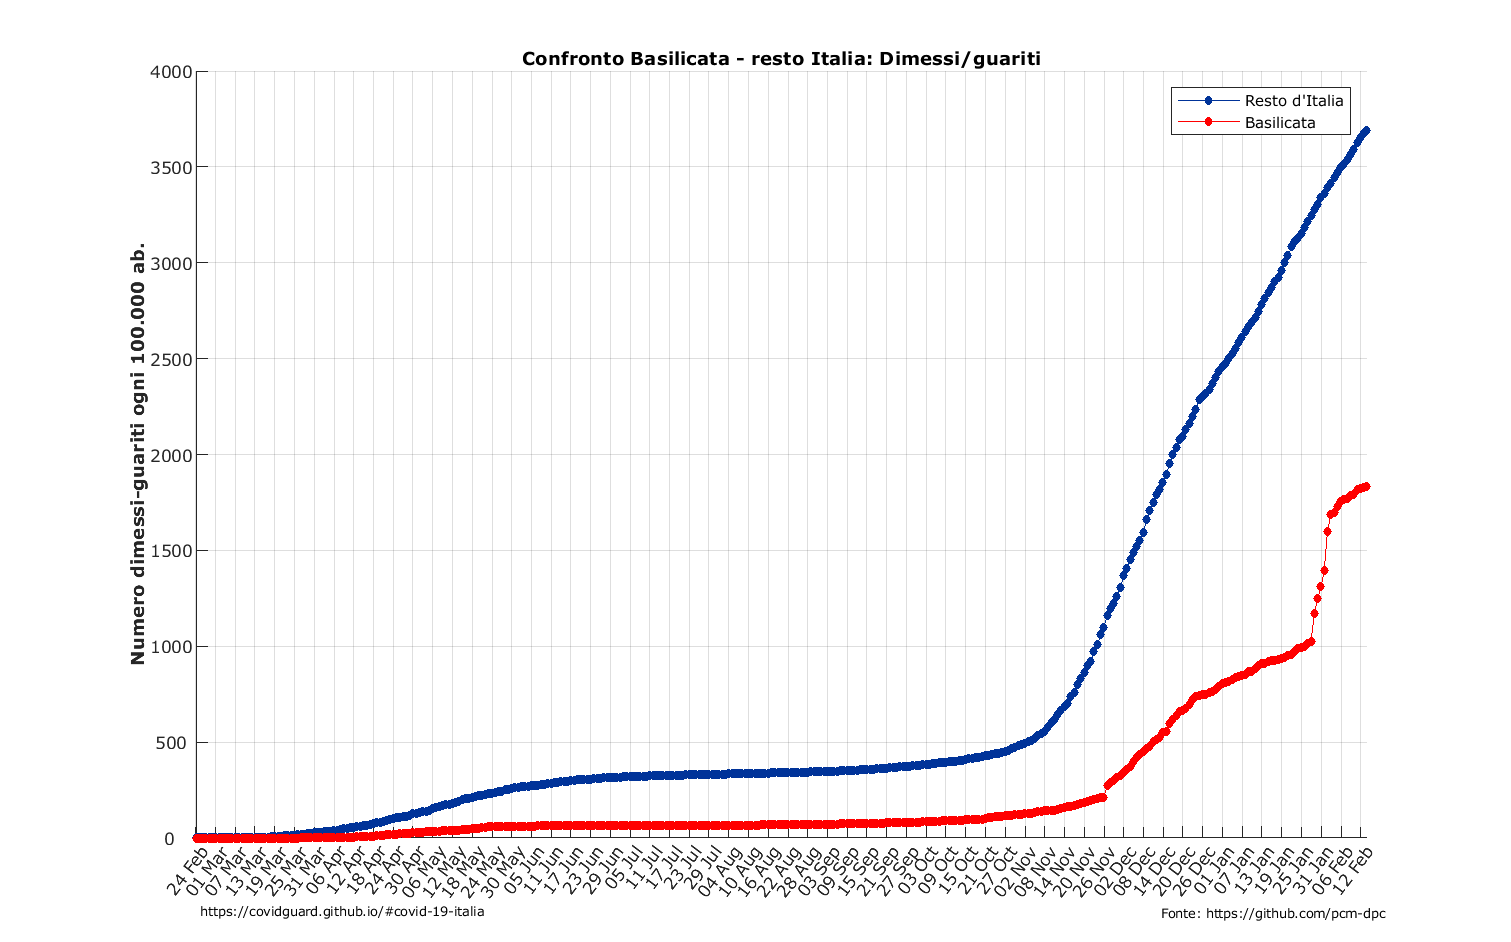 Confronto Basilicata - resto Italia: Dimessi/guariti
Resto d'Italia
Basilicata
Numero dimessi-guariti ogni 100.000 ab.
4000
3500
3000
2500
2000
1500
1000
500
0
24 Feb
01 Mar
07 Mar
13 Mar
19 Mar
25 Mar
31 Mar
06 Apr
12 Apr
18 Apr
24 Apr
30 Apr
06 May
12 May
18 May
24 May
30 May
05 Jun
11 Jun
17 Jun
23 Jun
29 Jun
05 Jul
11 Jul
17 Jul
23 Jul
29 Jul
04 Aug
10 Aug
16 Aug
22 Aug
28 Aug
03 Sep
09 Sep
15 Sep
21 Sep
27 Sep
03 Oct
09 Oct
15 Oct
21 Oct
27 Oct
02 Nov
08 Nov
14 Nov
20 Nov
26 Nov
02 Dec
08 Dec
14 Dec
20 Dec
26 Dec
01 Jan
07 Jan
13 Jan
19 Jan
25 Jan
31 Jan
06 Feb
12 Feb
https://covidguard.github.io/#covid-19-italia
Fonte: https://github.com/pcm-dpc